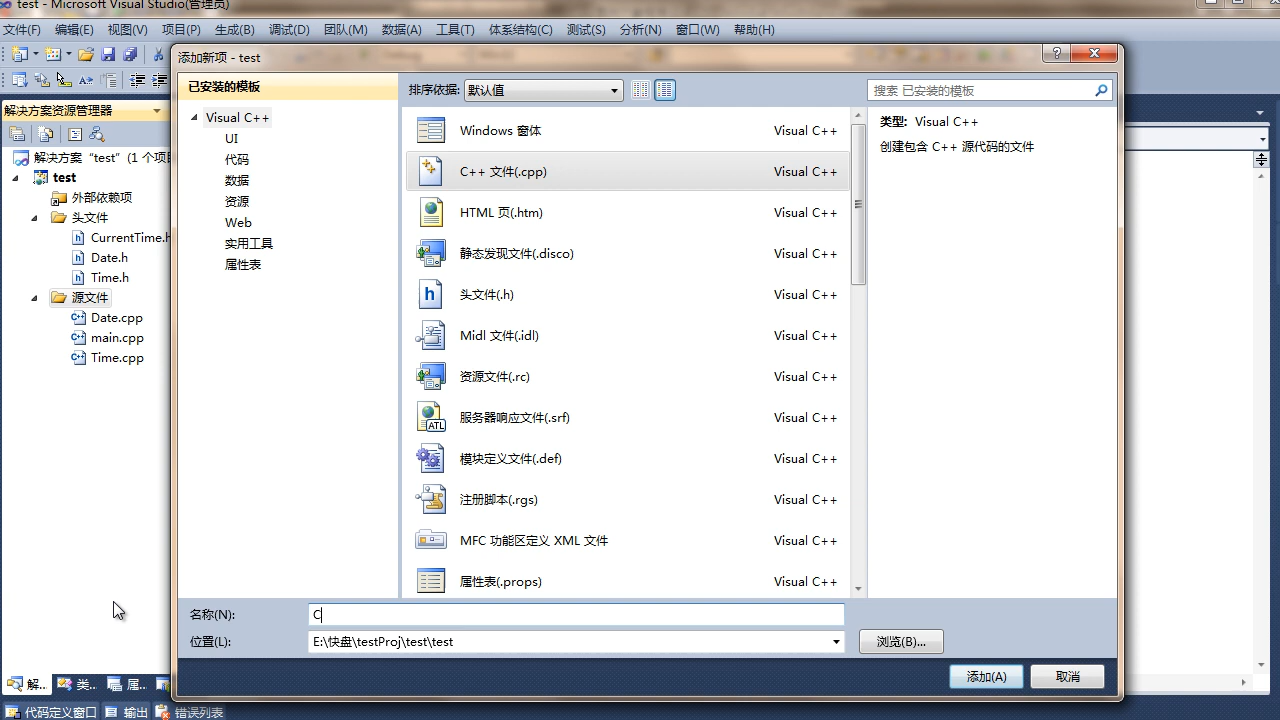 test - Microsoft Visual Studio(管理员)
文件(F) 编辑(E) 视图(V) 项目(P) 生成(B) 调试(D) 团队(M) 数据(A) 工具(T) 体系结构(C) 测试(S) 分析(N) 窗口(W) 帮助(H)
解决方案资源管理器
解决方案 “test” (1 个项目
test
外部依赖项
头文件
CurrentTime.h
Date.h
Time.h
源文件
Date.cpp
main.cpp
Time.cpp
解...
类...
属...
代码定义窗口
输出
错误列表
添加新项 - test
已安装的模板
Visual C++
UI
代码
数据
资源
Web
实用工具
属性表
排序依据: 默认值
搜索 已安装的模板
Windows 窗体 Visual C++
C++ 文件(.cpp) Visual C++
HTML 页(.htm) Visual C++
静态发现文件(.disco) Visual C++
头文件(.h) Visual C++
Midl 文件(.idl) Visual C++
资源文件(.rc) Visual C++
服务器响应文件(.srf) Visual C++
模块定义文件(.def) Visual C++
注册脚本(.rgs) Visual C++
MFC 功能区定义 XML 文件 Visual C++
属性表(.props) Visual C++
类型: Visual C++
创建包含 C++ 源代码的文件
名称(N): C
位置(L): E:\快盘\testProj\test\test
浏览(B)...
添加(A) 取消